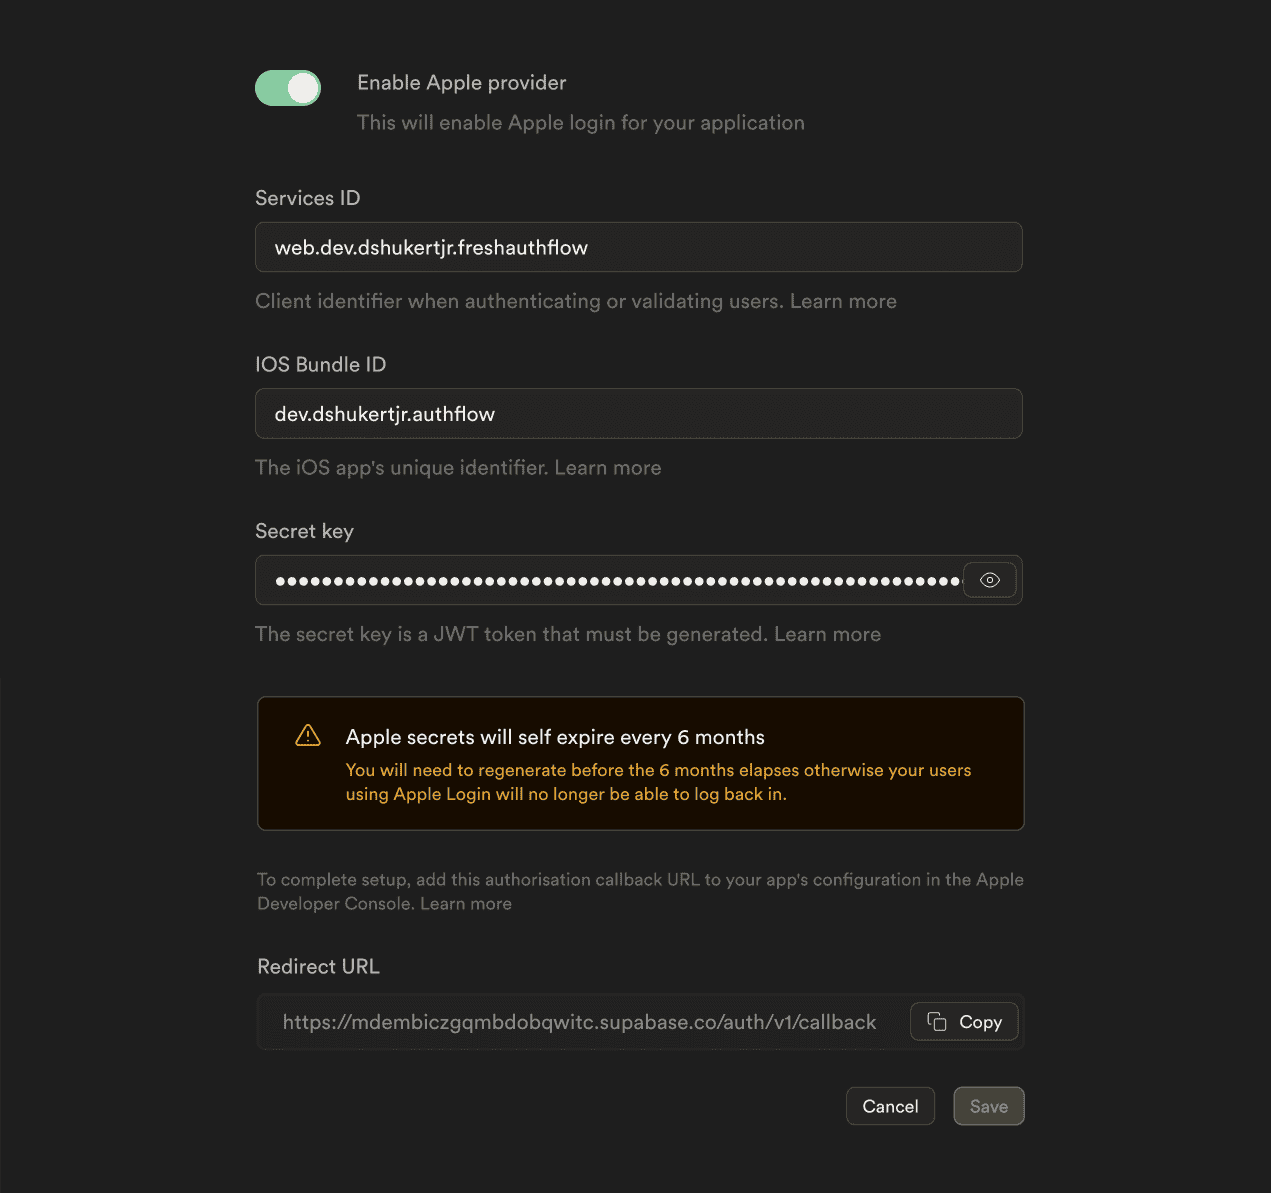 Enable Apple provider
This will enable Apple login for your application
Services ID
web.dev.dshukertjr.freshauthflow
Client identifier when authenticating or validating users. Learn more
IOS Bundle ID
dev.dshukertjr.authflow
The iOS app's unique identifier. Learn more
Secret key
The secret key is a JWT token that must be generated. Learn more
Apple secrets will self expire every 6 months
You will need to regenerate before the 6 months elapses otherwise your users
using Apple Login will no longer be able to log back in.
To complete setup, add this authorisation callback URL to your app's configuration in the Apple
Developer Console. Learn more
Redirect URL
https://mdembiczgqmbdobqwitc.supabase.co/auth/v1/callback
Copy
Cancel
Save